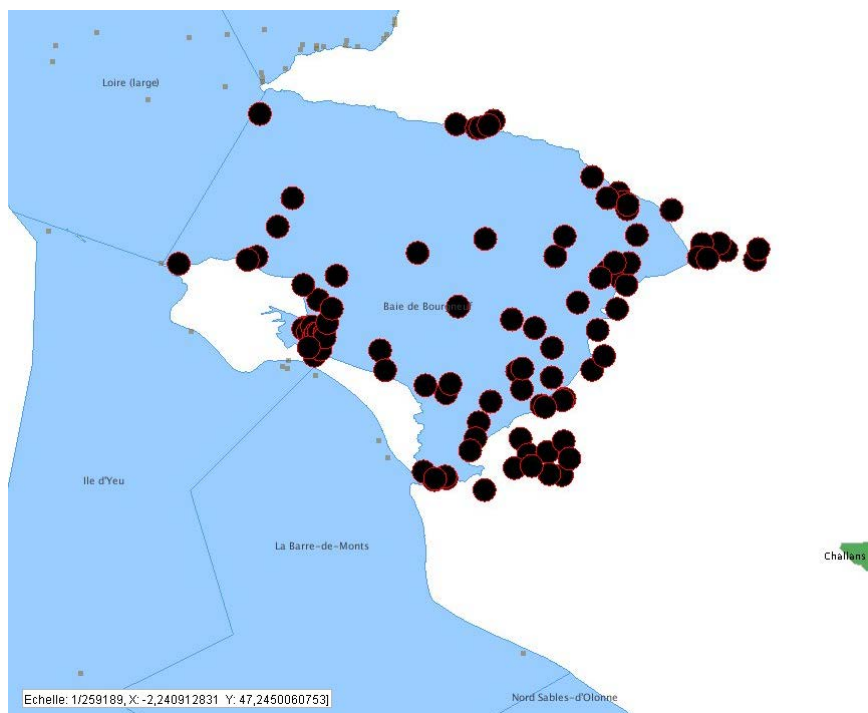 Loire (large)
Baie de Bourgneuf
Ile d'Yeu
La Barre-de-Monts
Challans
Nord Sables-d'Olonne
Echelle: 1/259189, X: -2,240912831 Y: 47,2450060753]